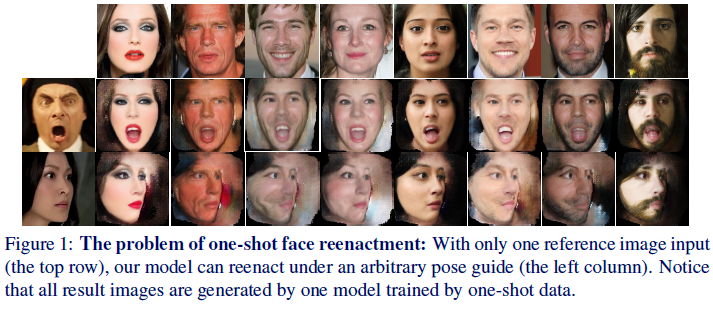 Figure 1: The problem of one-shot face reenactment: With only one reference image input
(the top row), our model can reenact under an arbitrary pose guide (the left column). Notice
that all result images are generated by one model trained by one-shot data.